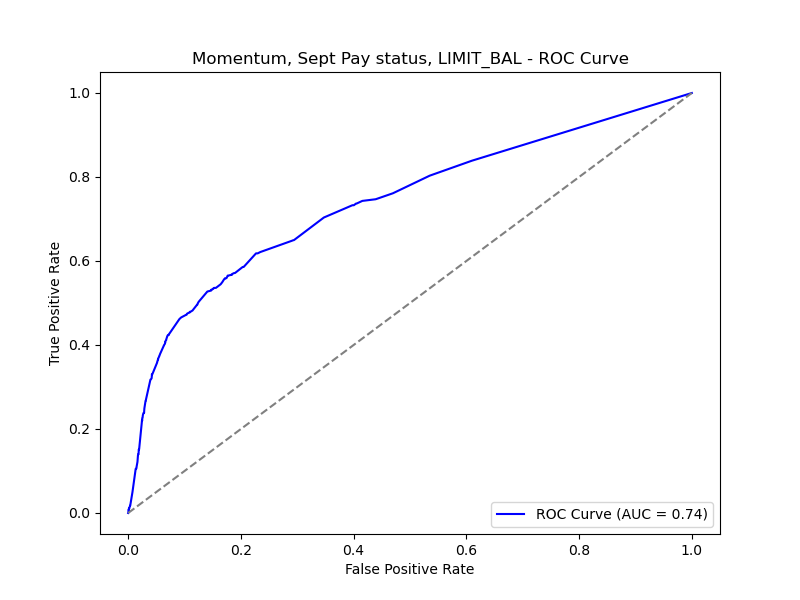 Momentum, Sept Pay status, LIMIT_BAL - ROC Curve
True Positive Rate
1.0
0.8
0.6
0.4
0.2
0.0
ROC Curve (AUC = 0.74)
0.0 0.2 0.4 0.6 0.8 1.0
False Positive Rate